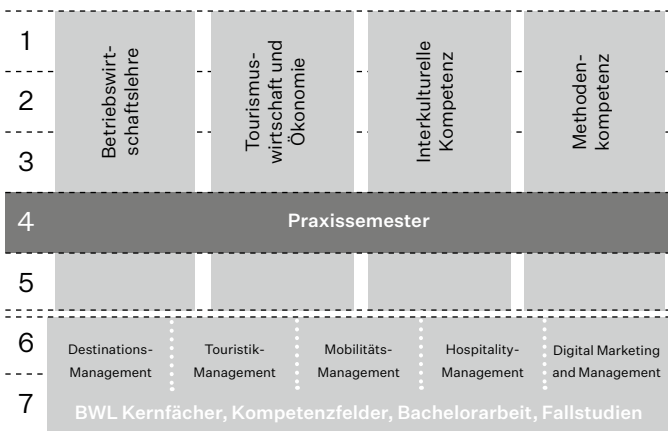 1
2
3
Betriebswirt-
schaftslehre
Tourismus-
wirtschaft und
Ökonomie
Interkulturelle
Kompetenz
Methoden-
kompetenz
4
Praxissemester
5
6
Destinations-
Management
Touristik-
Management
Mobilitäts-
Management
Hospitality-
Management
Digital Marketing
and Management
7
BWL Kernfächer, Kompetenzfelder, Bachelorarbeit, Fallstudien